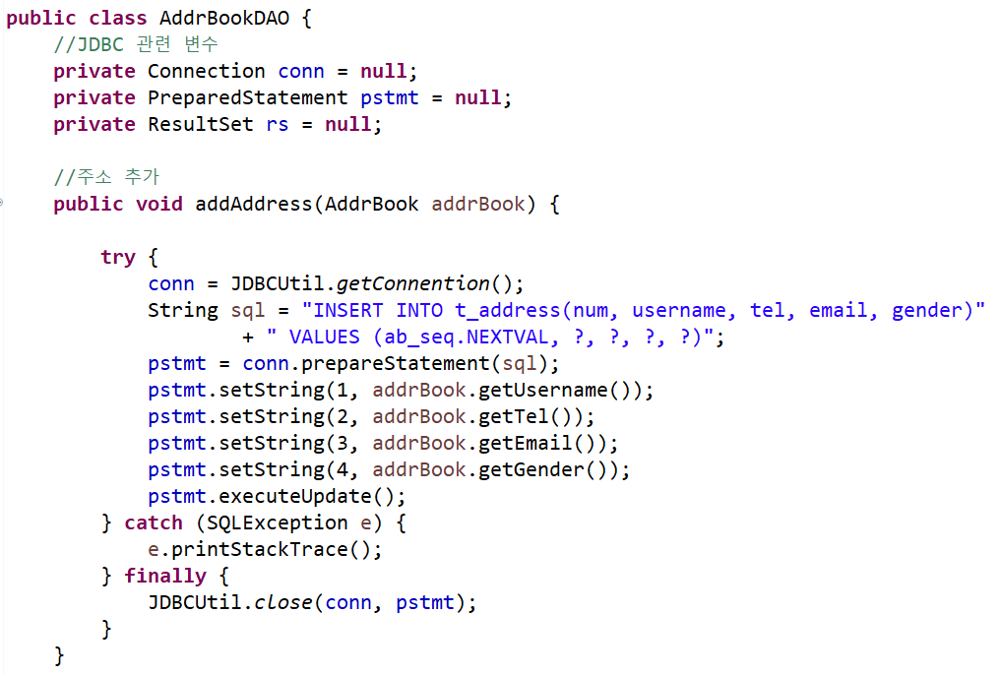 public class AddrBookDAO {
//JDBC 관련 변수
private Connection conn = null;
private PreparedStatement pstmt = null;
private ResultSet rs = null;
//주소 추가
public void addAddress(AddrBook addrBook) {
try {
conn = JDBCUtil.getConnention();
String sql = "INSERT INTO t_address(num, username, tel, email, gender)"
+ " VALUES (ab_seq.NEXTVAL, ?, ?, ?, ?)";
pstmt = conn.prepareStatement(sql);
pstmt.setString(1, addrBook.getUsername());
pstmt.setString(2, addrBook.getTel());
pstmt.setString(3, addrBook.getEmail());
pstmt.setString(4, addrBook.getGender());
pstmt.executeUpdate();
} catch (SQLException e) {
e.printStackTrace();
} finally {
JDBCUtil.close(conn, pstmt);
}
}